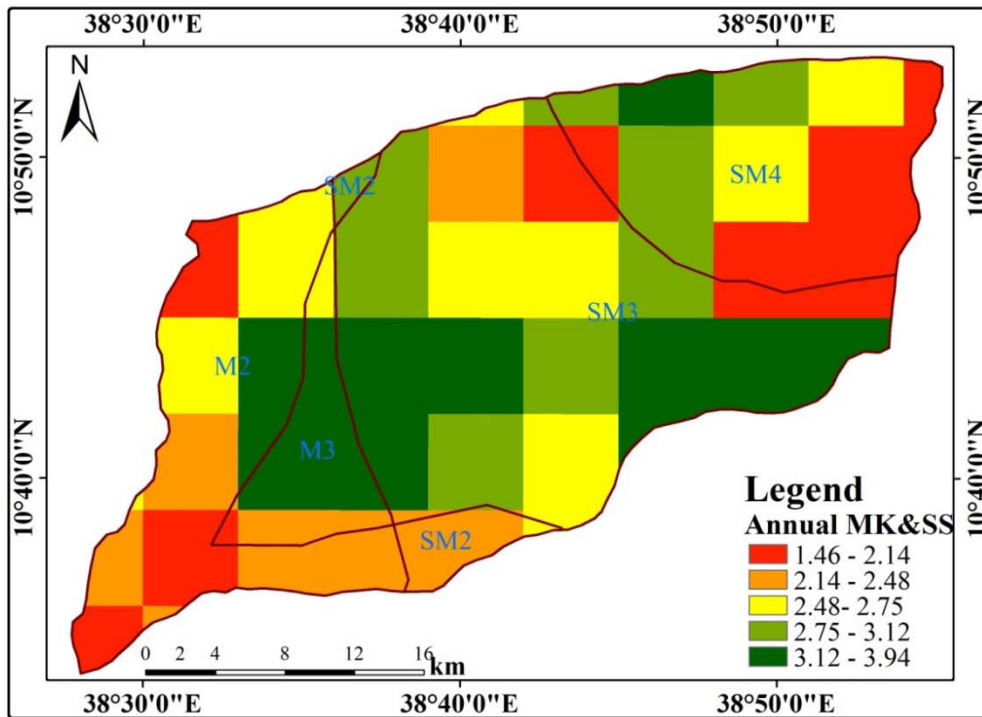 38°30'0"E 38°40'0"E 38°50'0"E
N
10°50'0"N 10°50'0"N
SM2 SM4
SM3
M2
M3
10°40'0"N 10°40'0"N
SM2
Legend
Annual MK&SS
1.46 - 2.14
2.14 - 2.48
2.48- 2.75
2.75 - 3.12
3.12 - 3.94
0 2 4 8 12 16 km
38°30'0"E 38°40'0"E 38°50'0"E